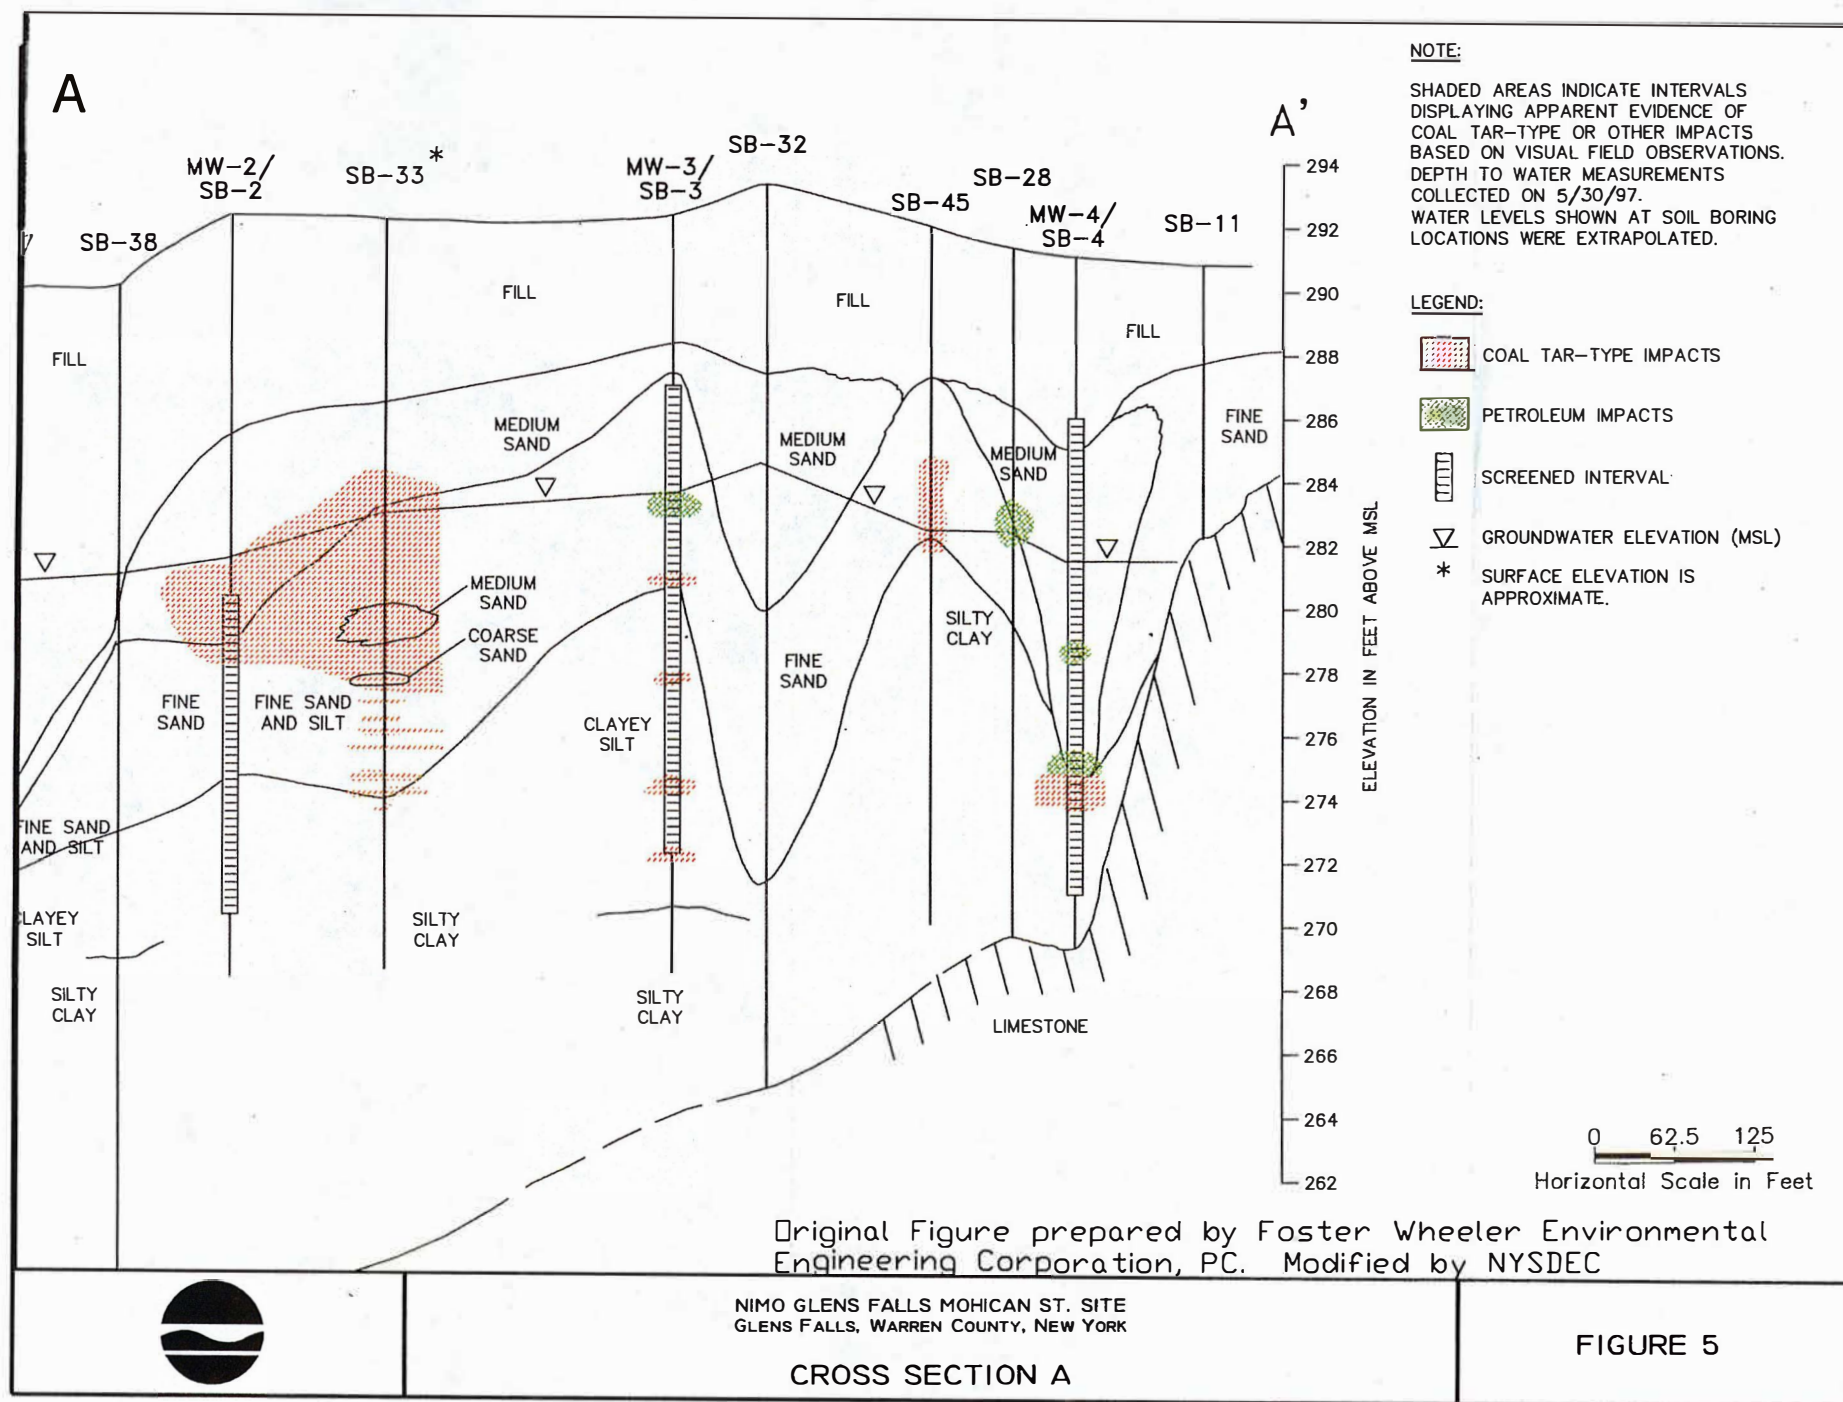 A
A'
SB-38
MW-2/
SB-2
SB-33*
MW-3/
SB-3
SB-32
SB-45
SB-28
MW-4/
SB-4
SB-11
FILL
FILL
FILL
FILL
MEDIUM
SAND
MEDIUM
SAND
MEDIUM
SAND
FINE
SAND
MEDIUM
SAND
COARSE
SAND
FINE
SAND
FINE SAND
AND SILT
CLAYEY
SILT
FINE
SAND
SILTY
CLAY
FINE SAND
AND SILT
LAYEY
SILT
SILTY
CLAY
SILTY
CLAY
SILTY
CLAY
LIMESTONE
294
292
290
288
286
284
282
280
278
276
274
272
270
268
266
264
262
ELEVATION IN FEET ABOVE MSL
NOTE:
SHADED AREAS INDICATE INTERVALS
DISPLAYING APPARENT EVIDENCE OF
COAL TAR-TYPE OR OTHER IMPACTS
BASED ON VISUAL FIELD OBSERVATIONS.
DEPTH TO WATER MEASUREMENTS
COLLECTED ON 5/30/97.
WATER LEVELS SHOWN AT SOIL BORING
LOCATIONS WERE EXTRAPOLATED.
LEGEND:
COAL TAR-TYPE IMPACTS
PETROLEUM IMPACTS
SCREENED INTERVAL
GROUNDWATER ELEVATION (MSL)
* SURFACE ELEVATION IS
APPROXIMATE.
0 62.5 125
Horizontal Scale in Feet
Original Figure prepared by Foster Wheeler Environmental
Engineering Corporation, PC. Modified by NYSDEC
NIMO GLENS FALLS MOHICAN ST. SITE
GLENS FALLS, WARREN COUNTY, NEW YORK
CROSS SECTION A
FIGURE 5